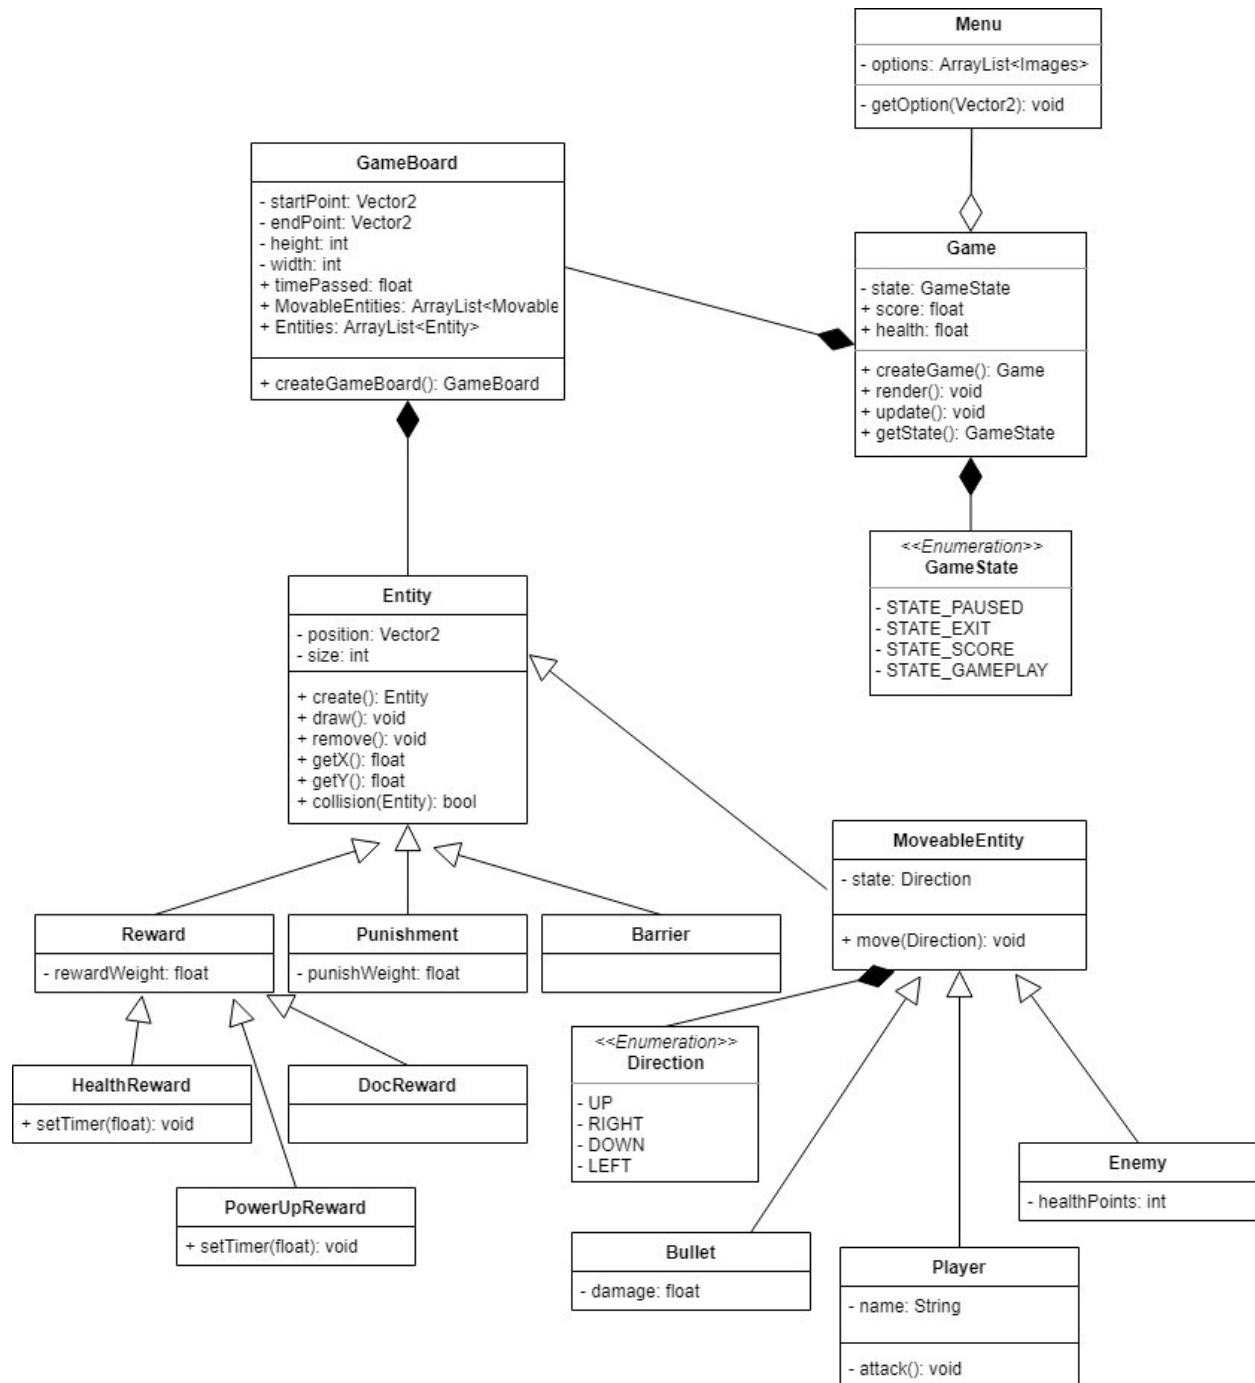 Menu
- options: ArrayList<Images>
- getOption(Vector2): void
GameBoard
- startPoint: Vector2
- endPoint: Vector2
- height: int
- width: int
+ timePassed: float
+ MovableEntities: ArrayList<Movable
+ Entities: ArrayList<Entity>
+ createGameBoard(): GameBoard
Game
- state: GameState
+ score: float
+ health: float
+ createGame(): Game
+ render(): void
+ update(): void
+ getState(): GameState
<<Enumeration>>
GameState
- STATE_PAUSED
- STATE_EXIT
- STATE_SCORE
- STATE_GAMEPLAY
Entity
- position: Vector2
- size: int
+ create(): Entity
+ draw(): void
+ remove(): void
+ getX(): float
+ getY(): float
+ collision(Entity): bool
MoveableEntity
- state: Direction
+ move(Direction): void
Reward
- rewardWeight: float
Punishment
- punishWeight: float
Barrier
<<Enumeration>>
Direction
- UP
- RIGHT
- DOWN
- LEFT
HealthReward
+ setTimer(float): void
DocReward
PowerUpReward
+ setTimer(float): void
Enemy
- healthPoints: int
Bullet
- damage: float
Player
- name: String
- attack(): void